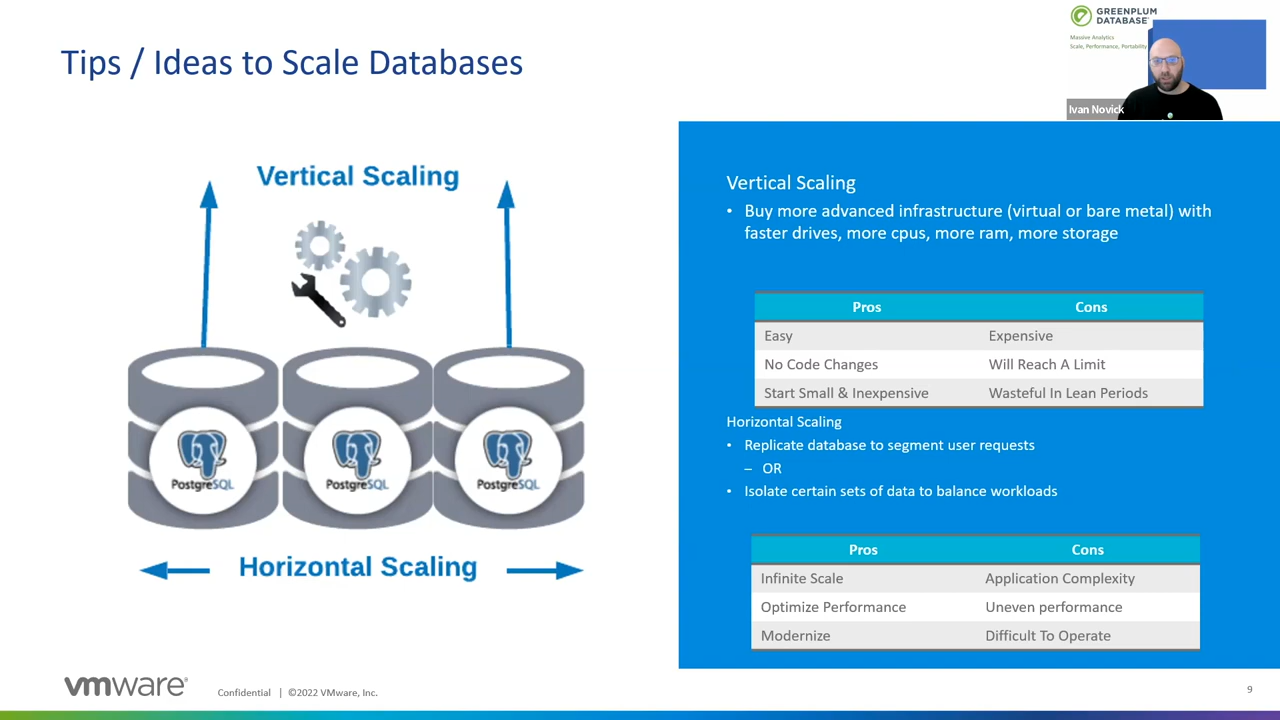 GREENPLUM
DATABASE
Massive Analytics
Scale, Performance, Portability
Ivan Novick
Tips / Ideas to Scale Databases
Vertical Scaling
PostgreSQL
PostgreSQL
PostgreSQL
Horizontal Scaling
Vertical Scaling
• Buy more advanced infrastructure (virtual or bare metal) with
faster drives, more cpus, more ram, more storage
Pros Cons
Easy Expensive
No Code Changes Will Reach A Limit
Start Small & Inexpensive Wasteful In Lean Periods
Horizontal Scaling
• Replicate database to segment user requests
– OR
• Isolate certain sets of data to balance workloads
Pros Cons
Infinite Scale Application Complexity
Optimize Performance Uneven performance
Modernize Difficult To Operate
vmware®
Confidential | ©2022 VMware, Inc.
9